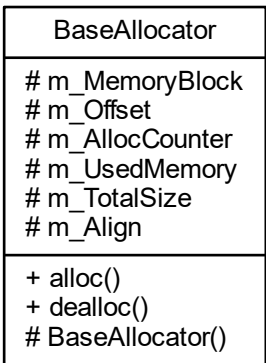 BaseAllocator
# m_MemoryBlock
# m_Offset
# m_AllocCounter
# m_UsedMemory
# m_TotalSize
# m_Align
+ alloc()
+ dealloc()
# BaseAllocator()